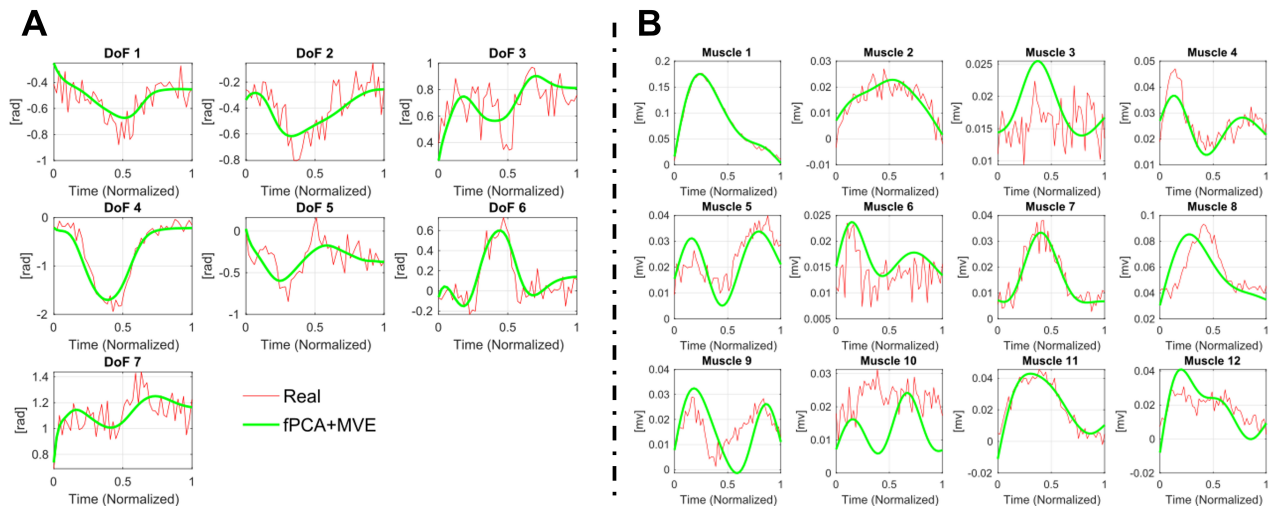 A
B
DoF 1
DoF 2
DoF 3
[rad]
-0.4
-0.6
-0.8
-1
0 0.5 1
Time (Normalized)
[rad]
-0.2
-0.4
-0.6
-0.8
0 0.5 1
Time (Normalized)
[rad]
1
0.8
0.6
0.4
0 0.5 1
Time (Normalized)
DoF 4
DoF 5
DoF 6
[rad]
0
-1
-2
0 0.5 1
Time (Normalized)
[rad]
0
-0.5
-1
0 0.5 1
Time (Normalized)
[rad]
0.6
0.4
0.2
0
-0.2
0 0.5 1
Time (Normalized)
DoF 7
[rad]
1.4
1.2
1
0.8
0 0.5 1
Time (Normalized)
Real
fPCA+MVE
Muscle 1
Muscle 2
Muscle 3
Muscle 4
[mv]
0.2
0.15
0.1
0.05
0
0 0.5 1
Time (Normalized)
[mv]
0.03
0.02
0.01
0
-0.01
0 0.5 1
Time (Normalized)
[mv]
0.025
0.02
0.015
0.01
0 0.5 1
Time (Normalized)
[mv]
0.05
0.04
0.03
0.02
0.01
0 0.5 1
Time (Normalized)
Muscle 5
Muscle 6
Muscle 7
Muscle 8
[mv]
0.04
0.03
0.02
0.01
0
0 0.5 1
Time (Normalized)
[mv]
0.025
0.02
0.015
0.01
0.005
0 0.5 1
Time (Normalized)
[mv]
0.04
0.03
0.02
0.01
0
0 0.5 1
Time (Normalized)
[mv]
0.1
0.08
0.06
0.04
0.02
0 0.5 1
Time (Normalized)
Muscle 9
Muscle 10
Muscle 11
Muscle 12
[mv]
0.04
0.03
0.02
0.01
0
0 0.5 1
Time (Normalized)
[mv]
0.03
0.02
0.01
0
0 0.5 1
Time (Normalized)
[mv]
0.04
0.02
0
-0.02
0 0.5 1
Time (Normalized)
[mv]
0.04
0.02
0
-0.02
0 0.5 1
Time (Normalized)